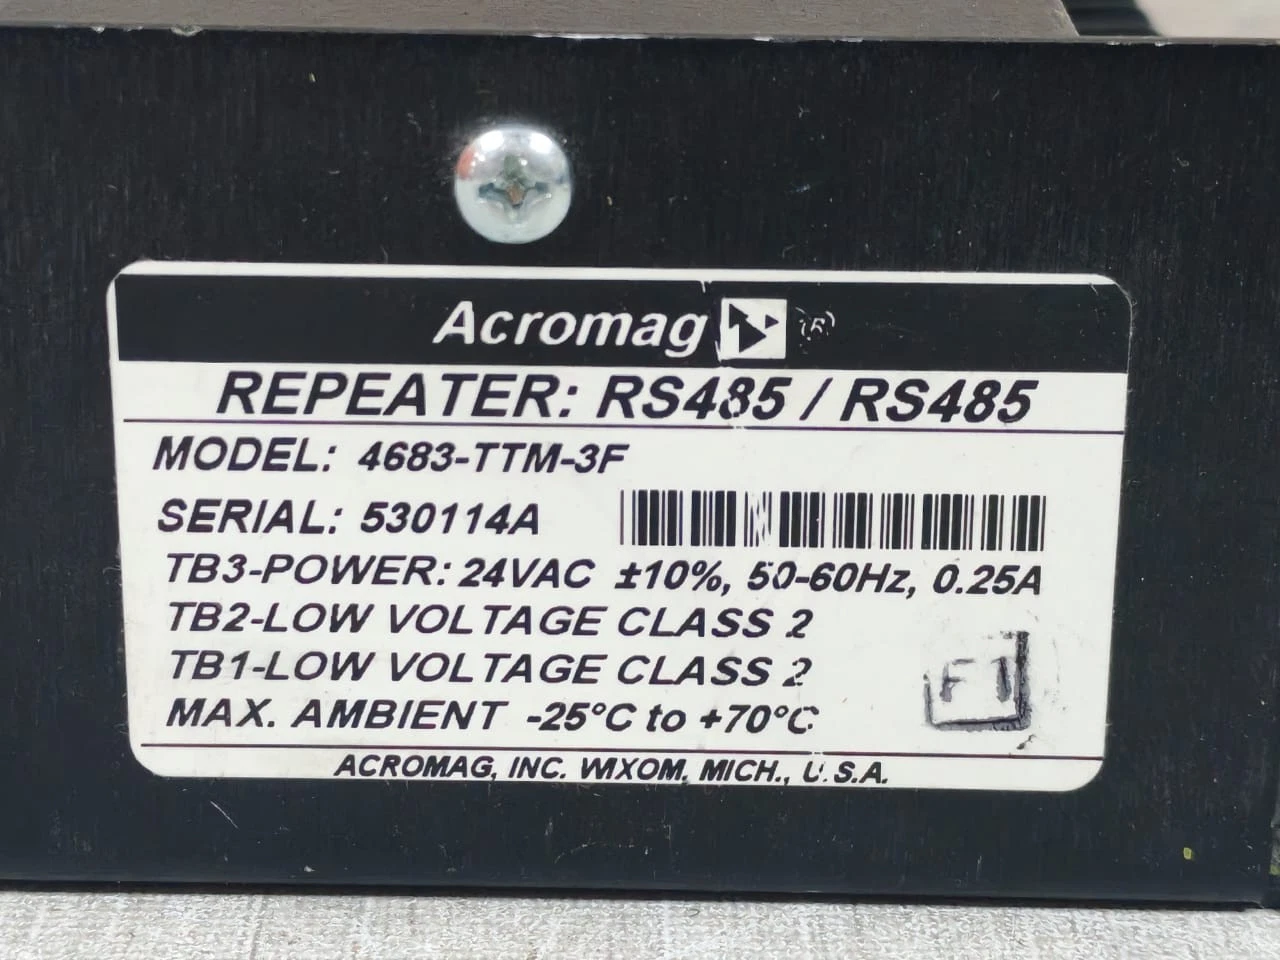 Acromag (R)
REPEATER: RS485 / RS485
MODEL: 4683-TTM-3F
SERIAL: 530114A
TB3-POWER: 24VAC ±10%, 50-60Hz, 0.25A
TB2-LOW VOLTAGE CLASS 2
TB1-LOW VOLTAGE CLASS 2
F1
MAX. AMBIENT -25°C to +70°C
ACROMAG, INC. WIXOM, MICH., U.S.A.